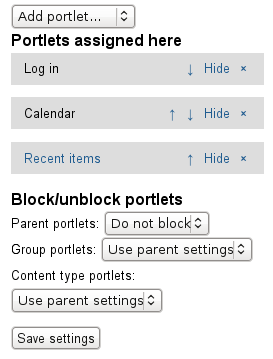 Add portlet...
Portlets assigned here
Log in ↓ Hide ×
Calendar ↑ ↓ Hide ×
Recent items ↑ Hide ×
Block/unblock portlets
Parent portlets: Do not block
Group portlets: Use parent settings
Content type portlets:
Use parent settings
Save settings